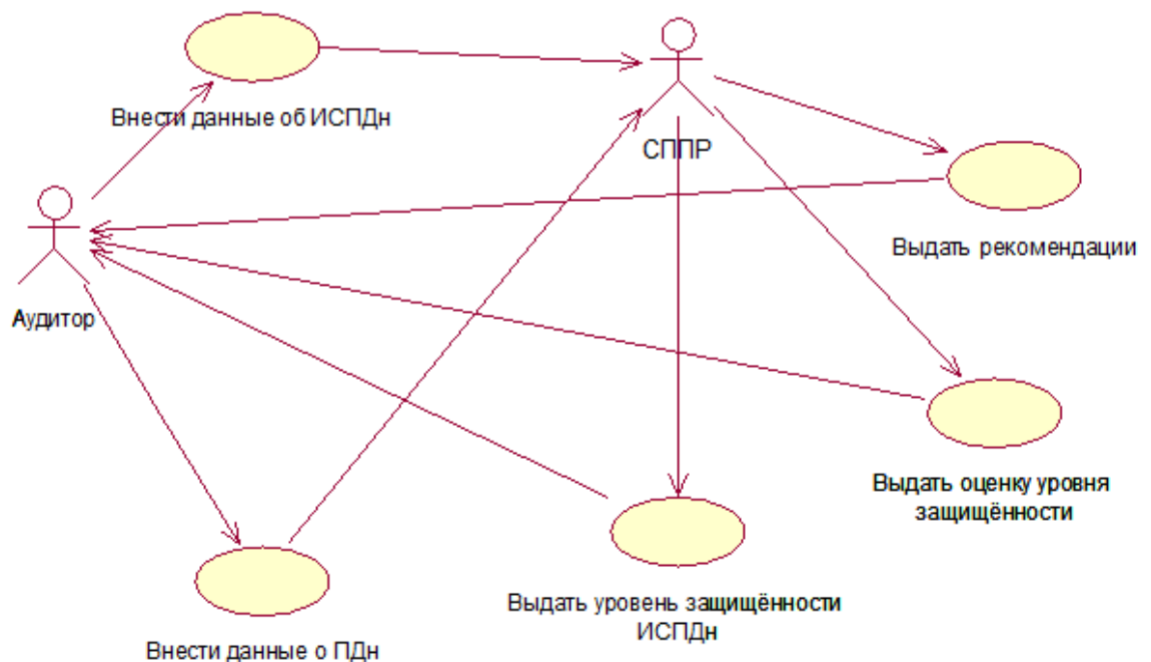 Внести данные об ИСПДн
СППР
Выдать рекомендации
Аудитор
Выдать оценку уровня
защищённости
Выдать уровень защищённости
ИСПДн
Внести данные о ПДн